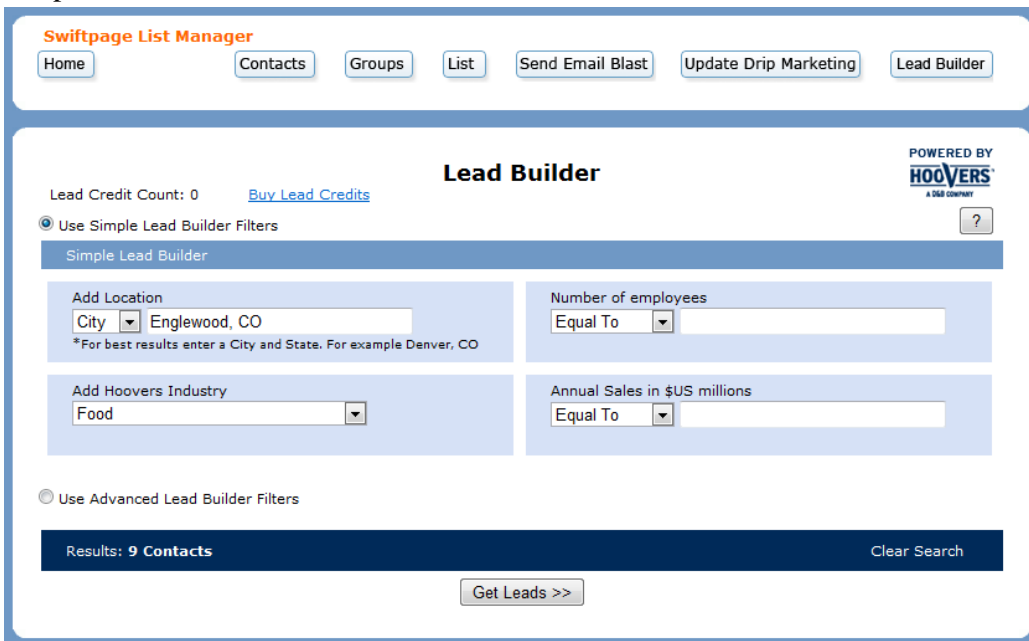 Swiftpage List Manager
Home Contacts Groups List Send Email Blast Update Drip Marketing Lead Builder
POWERED BY
HOOVERS
A D&B COMPANY
Lead Builder
Lead Credit Count: 0 Buy Lead Credits
Use Simple Lead Builder Filters ?
Simple Lead Builder
Add Location
City Englewood, CO
*For best results enter a City and State. For example Denver, CO
Number of employees
Equal To
Add Hoovers Industry
Food
Annual Sales in $US millions
Equal To
Use Advanced Lead Builder Filters
Results: 9 Contacts Clear Search
Get Leads >>